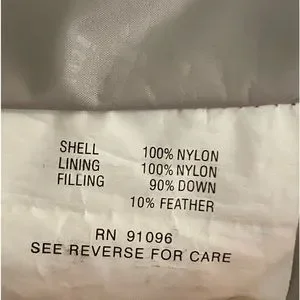 SHELL 100% NYLON
LINING 100% NYLON
FILLING 90% DOWN
10% FEATHER
RN 91096
SEE REVERSE FOR CARE